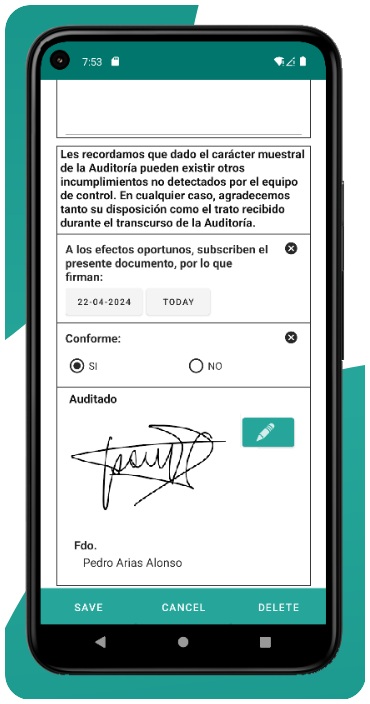 7:53
Les recordamos que dado el carácter muestral
de la Auditoría pueden existir otros
incumplimientos no detectados por el equipo
de control. En cualquier caso, agradecemos
tanto su disposición como el trato recibido
durante el transcurso de la Auditoría.
A los efectos oportunos, subscriben el
presente documento, por lo que
firman:
22-04-2024 TODAY
Conforme:
SI NO
Auditado
Fdo.
Pedro Arias Alonso
SAVE CANCEL DELETE